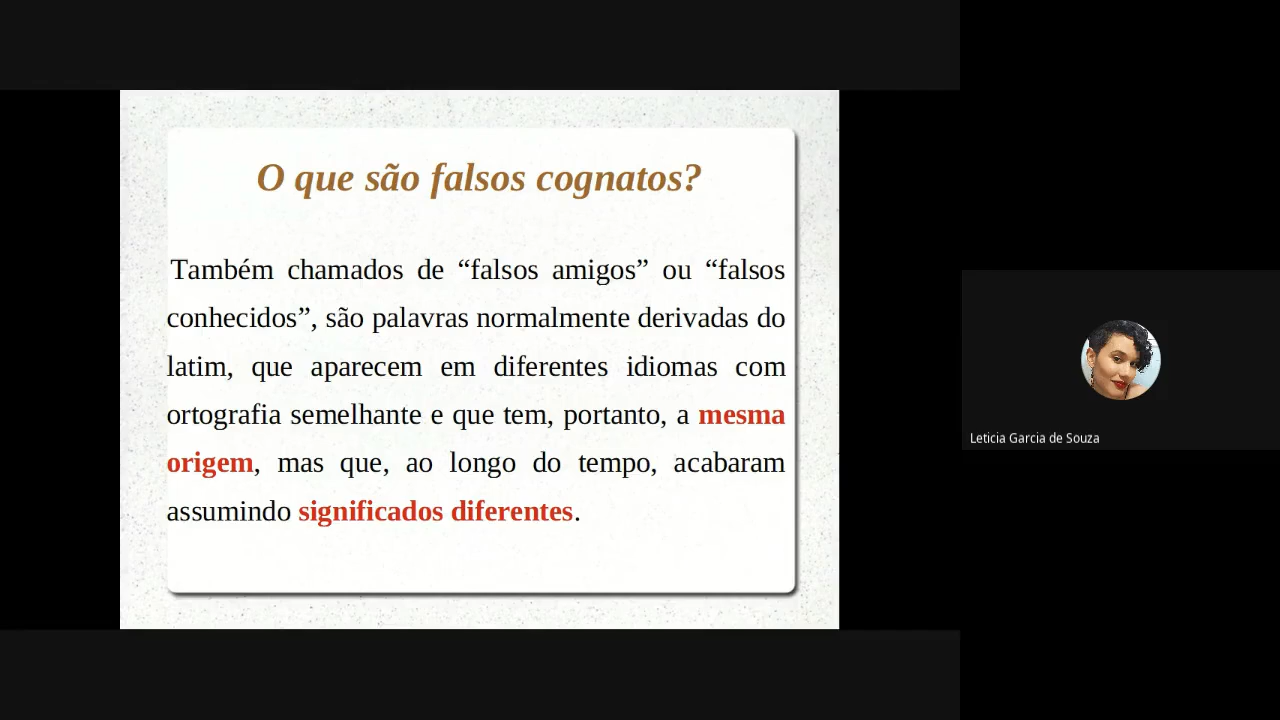 O que são falsos cognatos?
Também chamados de “falsos amigos” ou “falsos
conhecidos”, são palavras normalmente derivadas do
latim, que aparecem em diferentes idiomas com
ortografia semelhante e que tem, portanto, a mesma
origem, mas que, ao longo do tempo, acabaram
assumindo significados diferentes.
Leticia Garcia de Souza